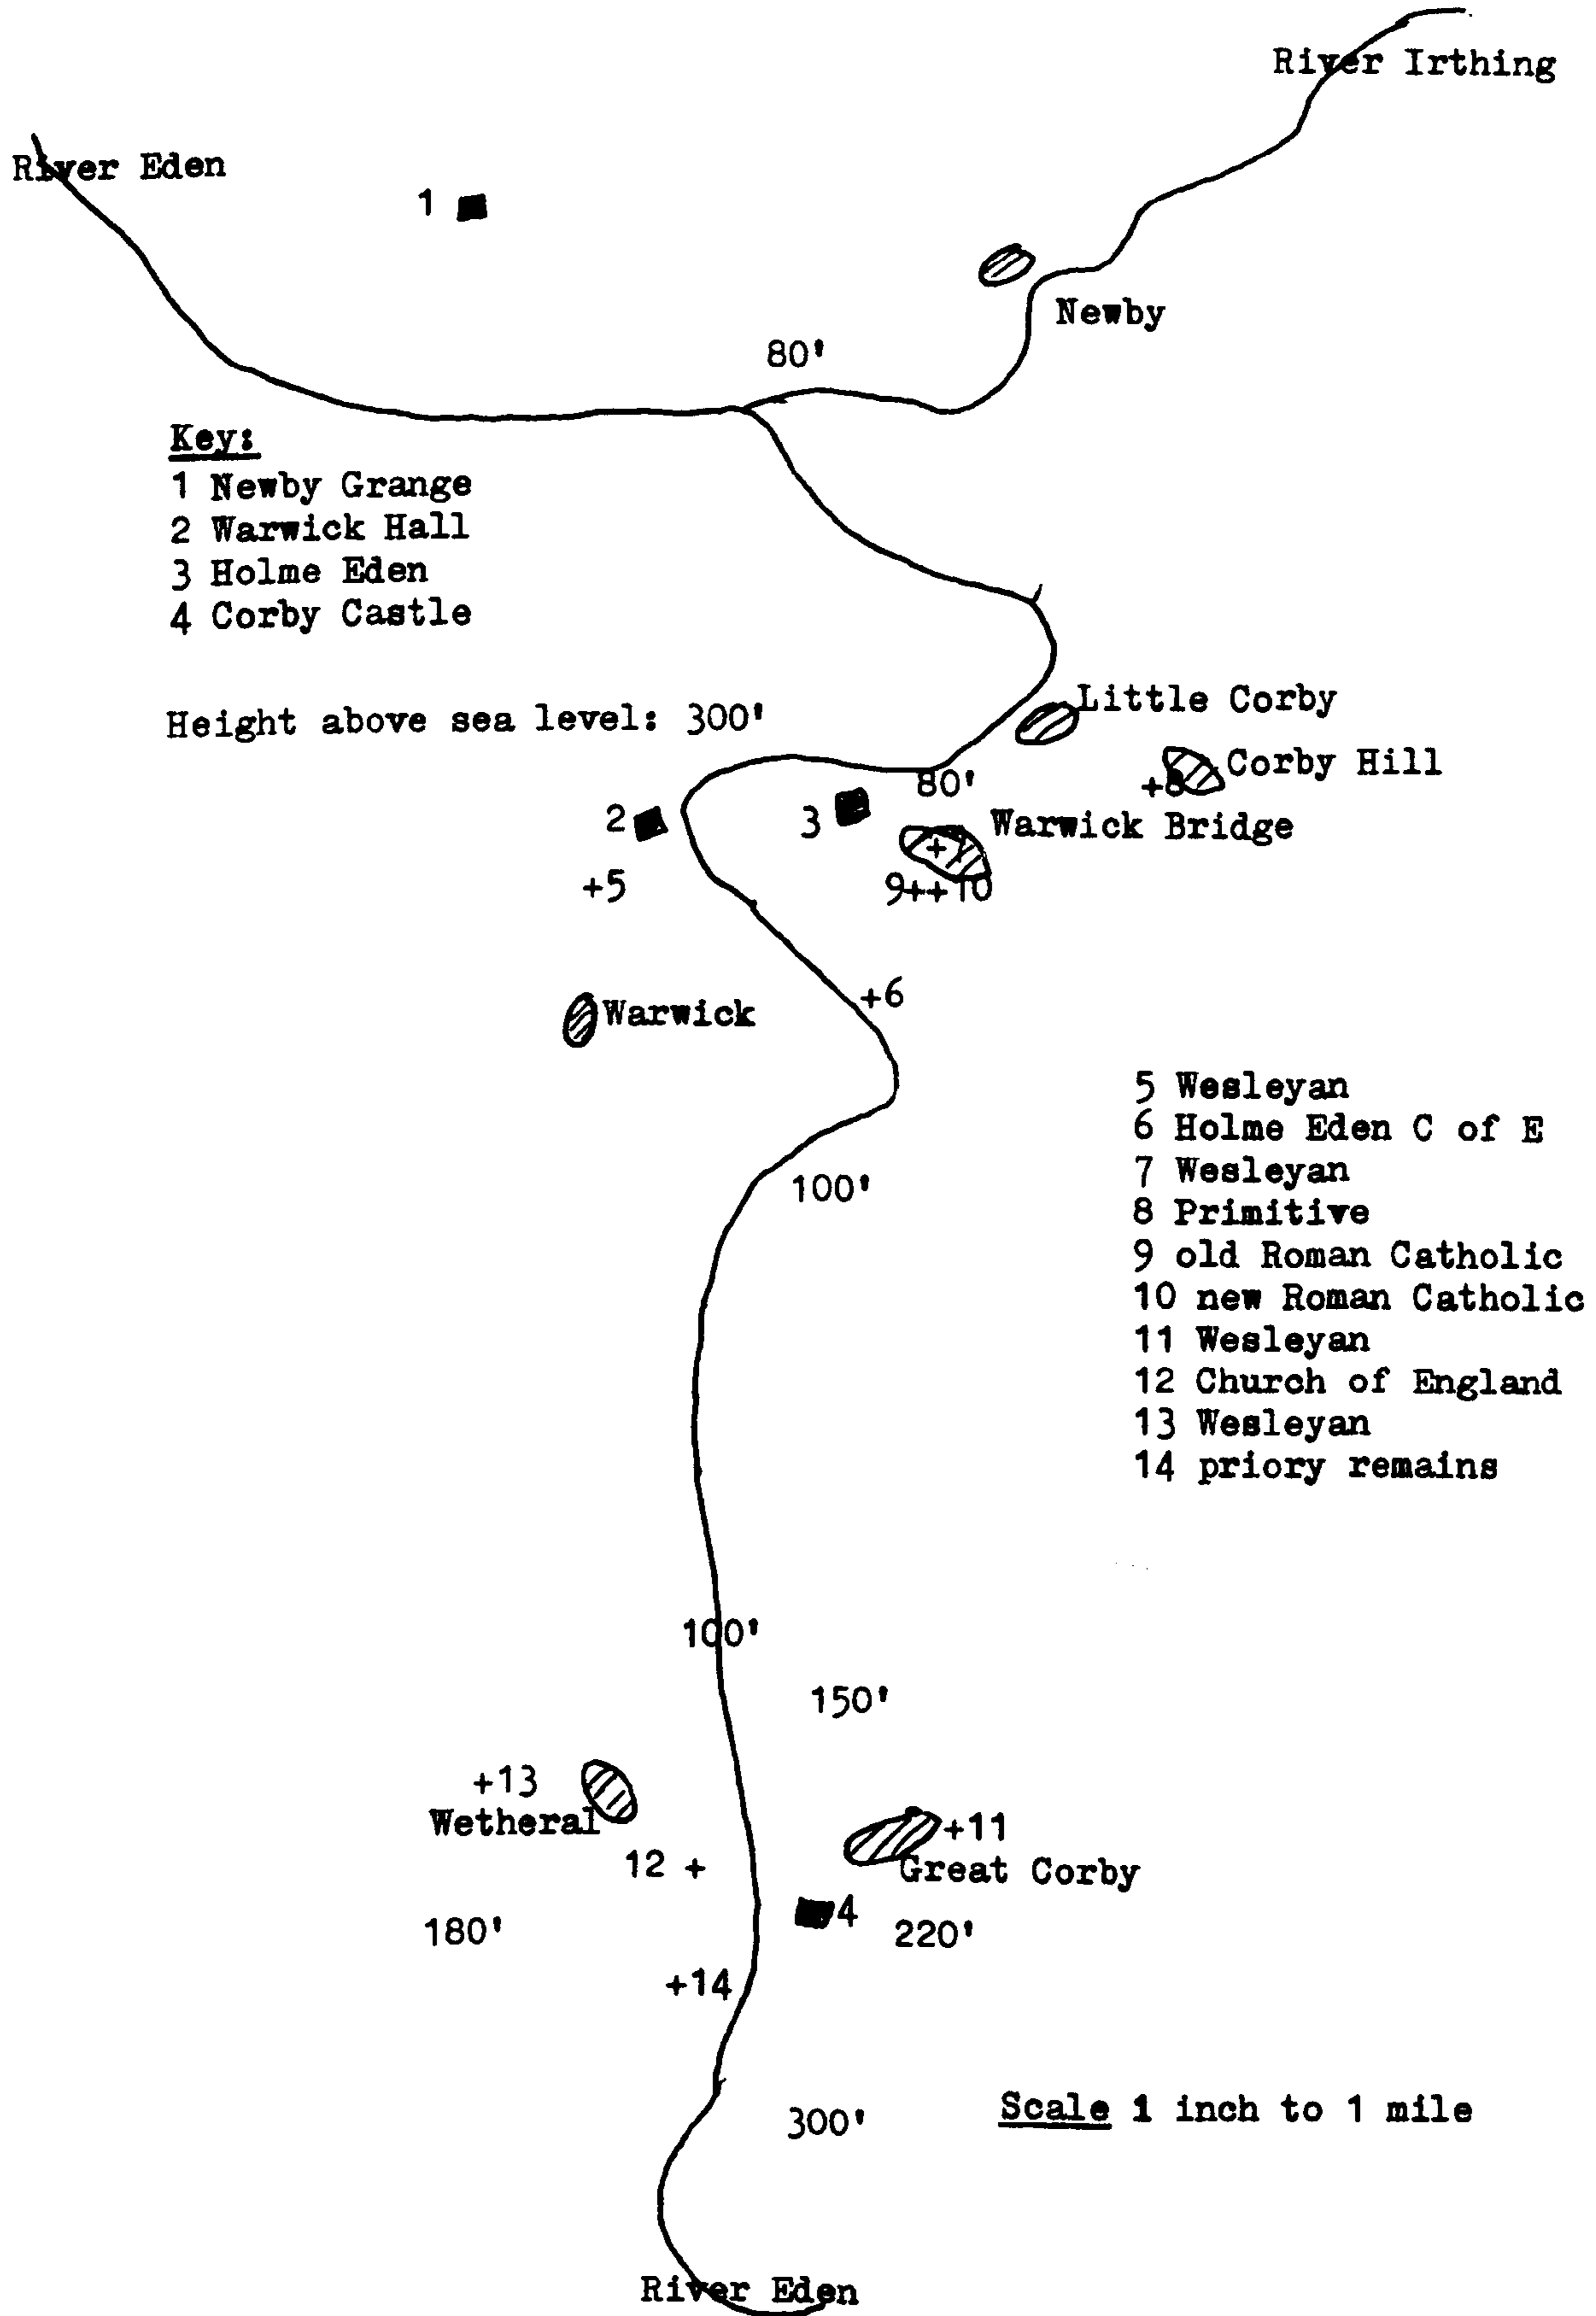 River Irthing
River Eden
1
Newby
80'
Key:
1 Newby Grange
2 Warwick Hall
3 Holme Eden
4 Corby Castle
Little Corby
Height above sea level: 300'
Corby Hill
80'
+8
2
3
Warwick Bridge
+7
+5
9++10
+6
Warwick
5 Wesleyan
6 Holme Eden C of E
7 Wesleyan
100'
8 Primitive
9 old Roman Catholic
10 new Roman Catholic
11 Wesleyan
12 Church of England
13 Wesleyan
14 priory remains
100'
150'
+13
Wetheral
+11
12 +
Great Corby
4
180'
220'
+14
Scale 1 inch to 1 mile
300'
River Eden